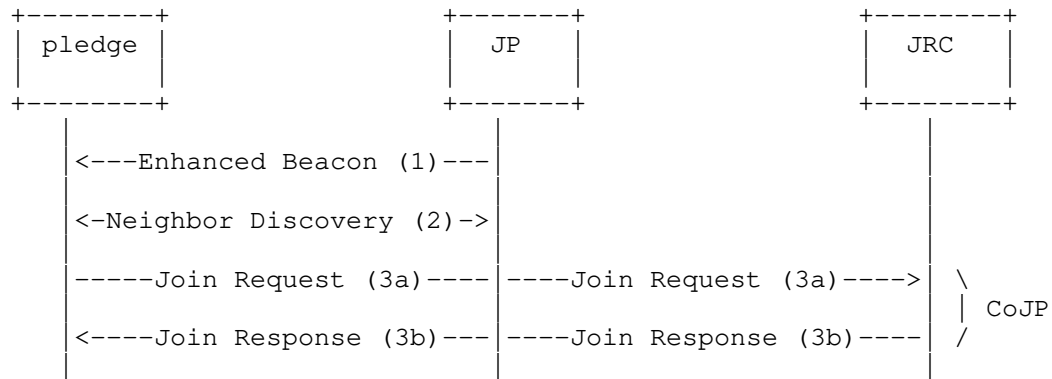 +--------+ +-------+ +--------+
| pledge | | JP | | JRC |
| | | | | |
+--------+ +-------+ +--------+
| | |
|<---Enhanced Beacon (1)---| |
| | |
|<-Neighbor Discovery (2)->| |
| | |
|-----Join Request (3a)----|----Join Request (3a)---->| \
| | | | CoJP
|<----Join Response (3b)---|----Join Response (3b)----| /
| | |